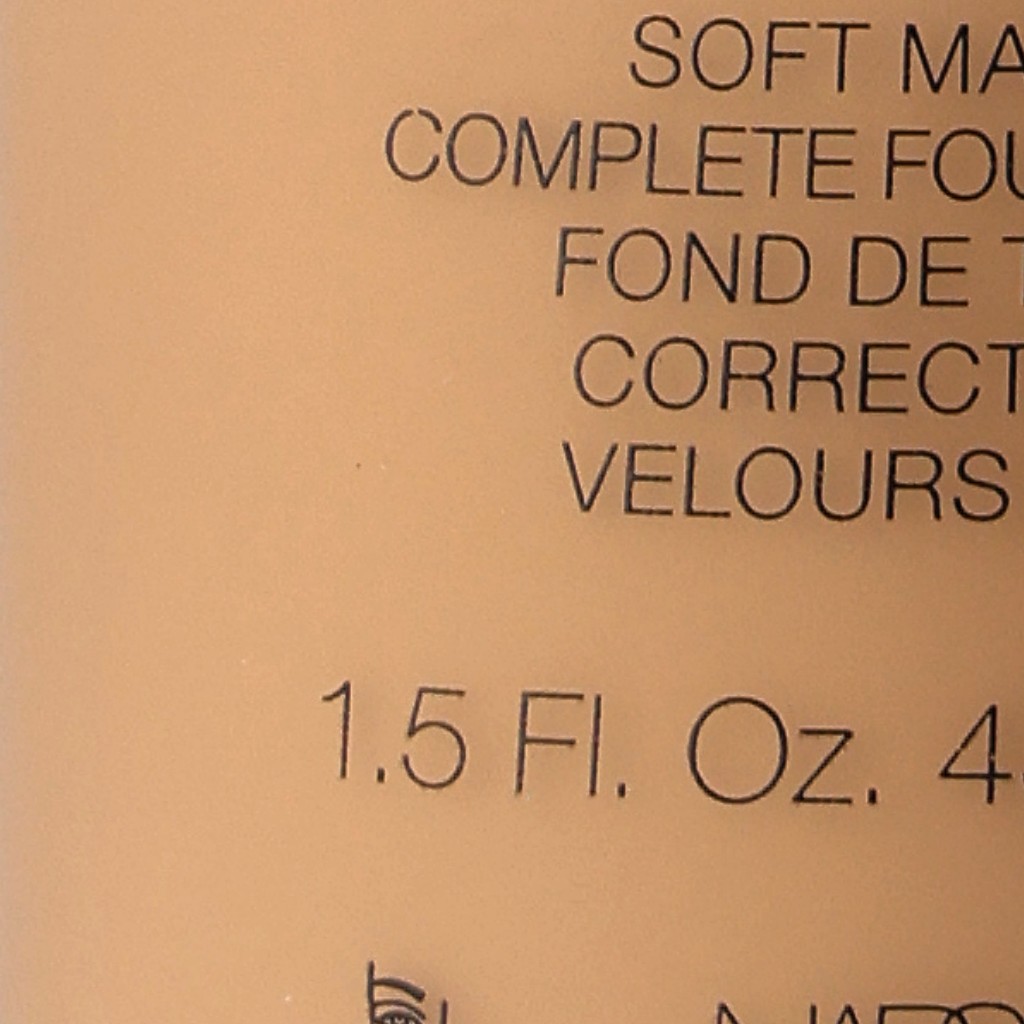 SOFT MA
COMPLETE FOU
FOND DE T
CORRECT
VELOURS
1.5 Fl. Oz. 4